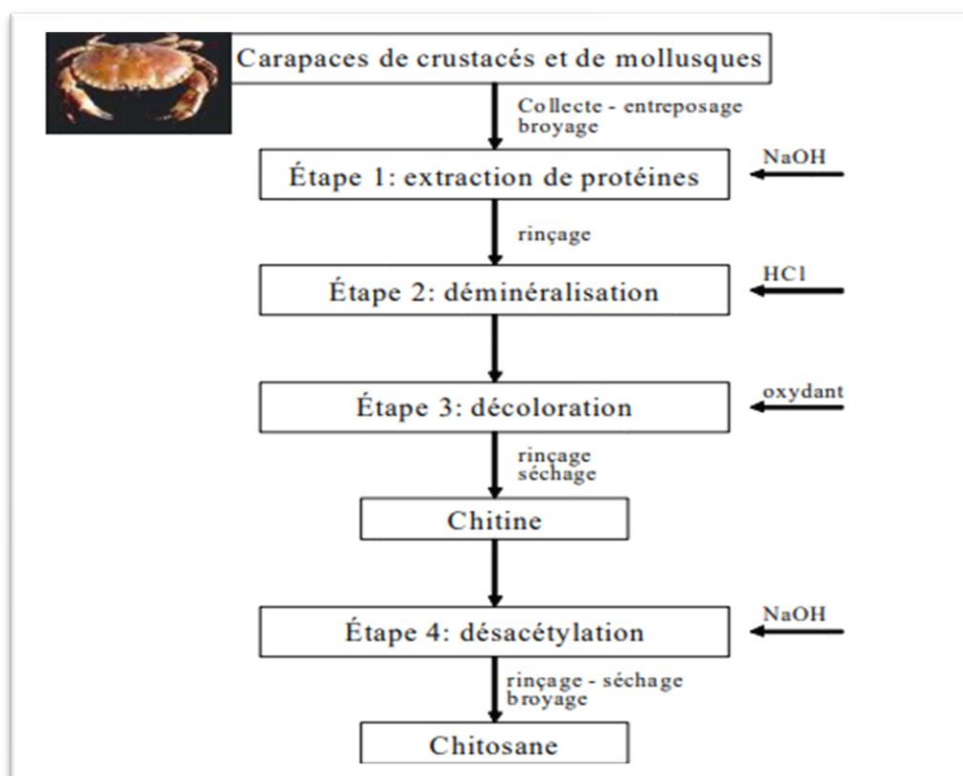 Carapaces de crustacés et de mollusques
Collecte - entreposage
broyage
NaOH
Étape 1: extraction de protéines
rinçage
HCl
Étape 2: déminéralisation
oxydant
Étape 3: décoloration
rinçage
séchage
Chitine
NaOH
Étape 4: désacétylation
rinçage - séchage
broyage
Chitosane